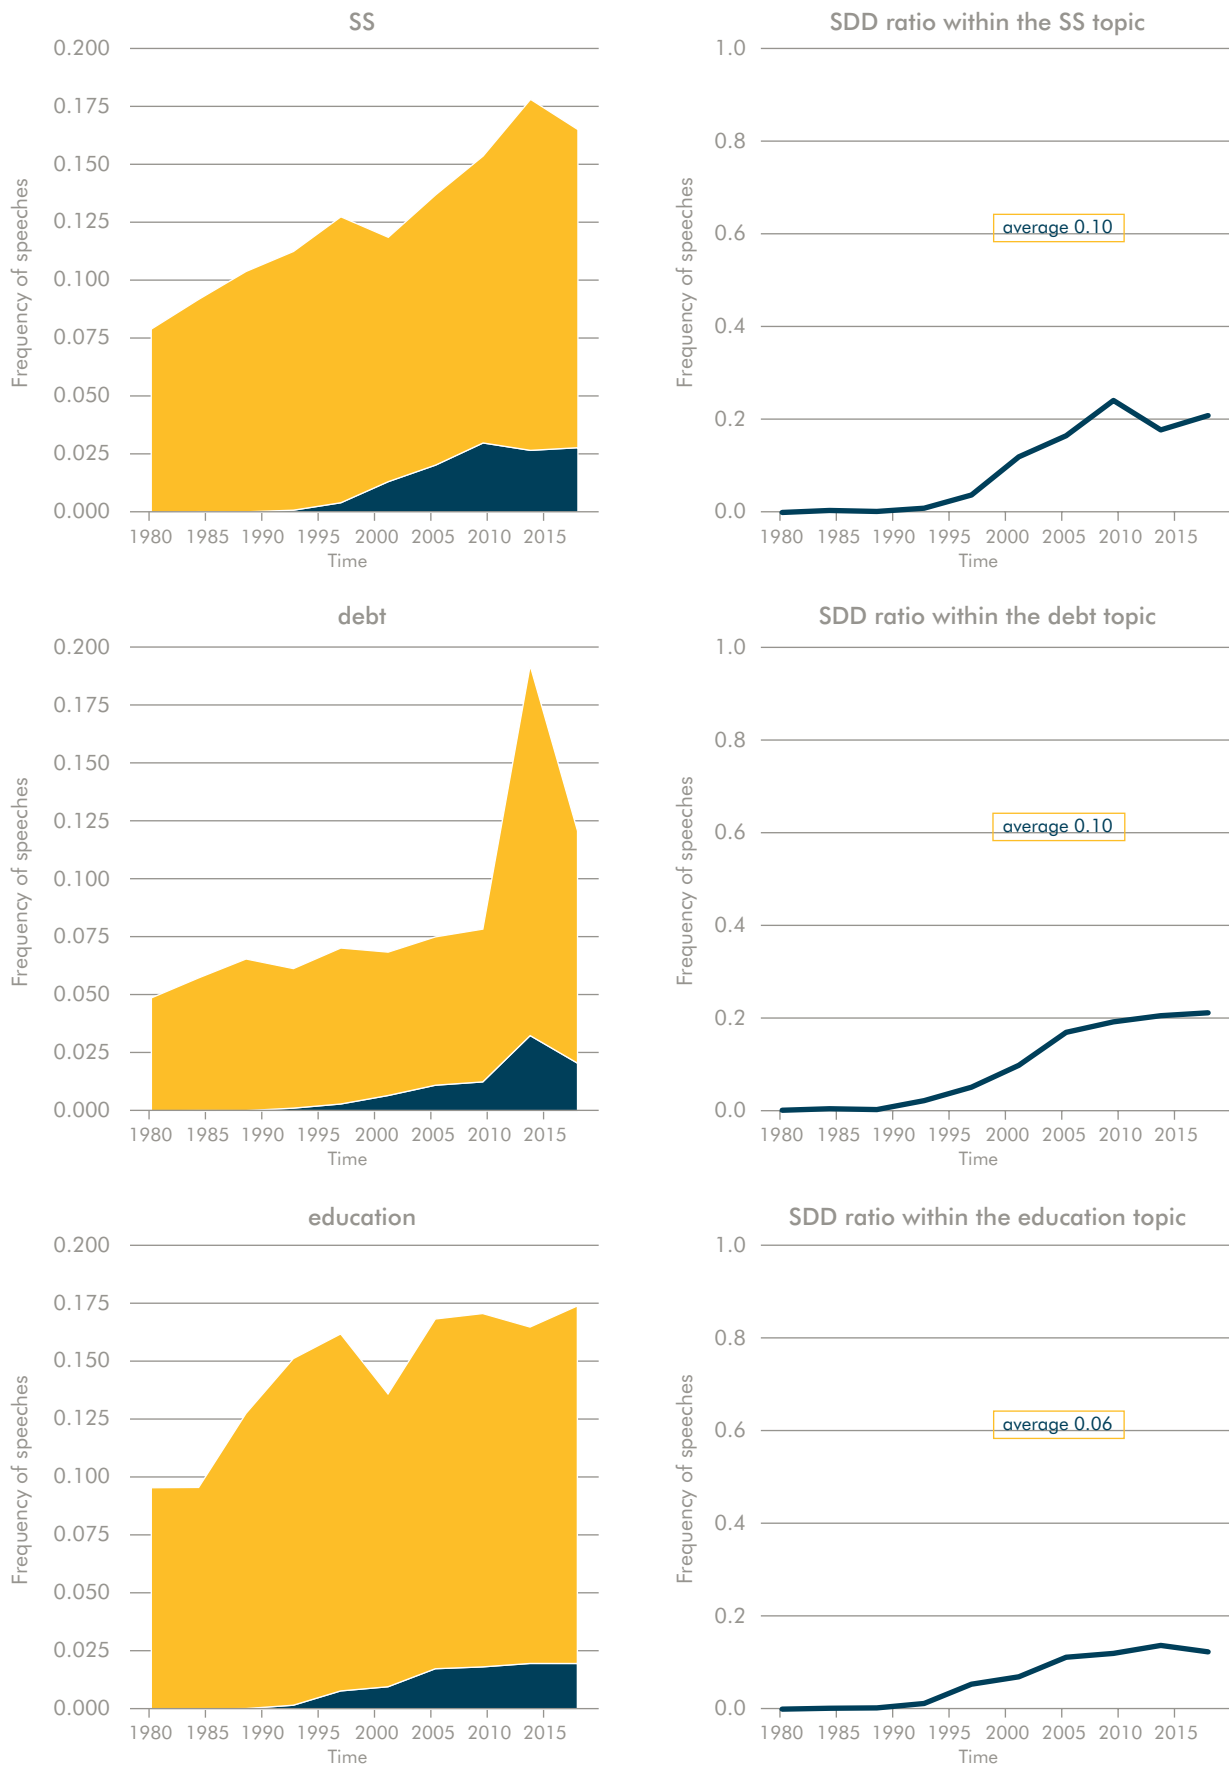 SS
0.200
0.175
0.150
0.125
0.100
0.075
0.050
0.025
0.000
Frequency of speeches
1980 1985 1990 1995 2000 2005 2010 2015
Time
SDD ratio within the SS topic
1.0
0.8
0.6
0.4
0.2
0.0
Frequency of speeches
average 0.10
1980 1985 1990 1995 2000 2005 2010 2015
Time
debt
0.200
0.175
0.150
0.125
0.100
0.075
0.050
0.025
0.000
Frequency of speeches
1980 1985 1990 1995 2000 2005 2010 2015
Time
SDD ratio within the debt topic
1.0
0.8
0.6
0.4
0.2
0.0
Frequency of speeches
average 0.10
1980 1985 1990 1995 2000 2005 2010 2015
Time
education
0.200
0.175
0.150
0.125
0.100
0.075
0.050
0.025
0.000
Frequency of speeches
1980 1985 1990 1995 2000 2005 2010 2015
Time
SDD ratio within the education topic
1.0
0.8
0.6
0.4
0.2
0.0
Frequency of speeches
average 0.06
1980 1985 1990 1995 2000 2005 2010 2015
Time